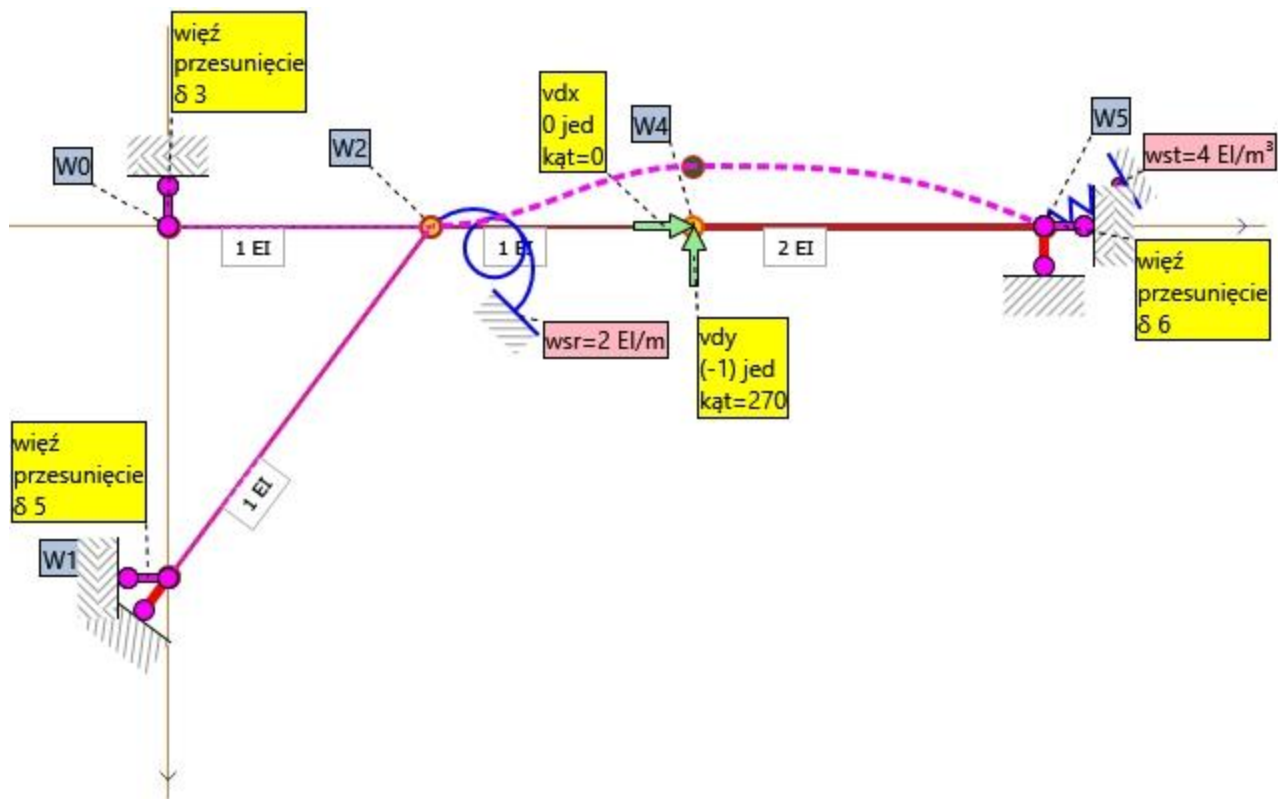 więź
przesunięcie
δ 3
vdx
0 jed
kąt=0
W4
W5
W2
W0
wst=4 EI/m³
1 EI
1 EI
2 EI
więź
przesunięcie
δ 6
wsr=2 EI/m
vdy
(-1) jed
kąt=270
więź
przesunięcie
δ 5
1 EI
W1